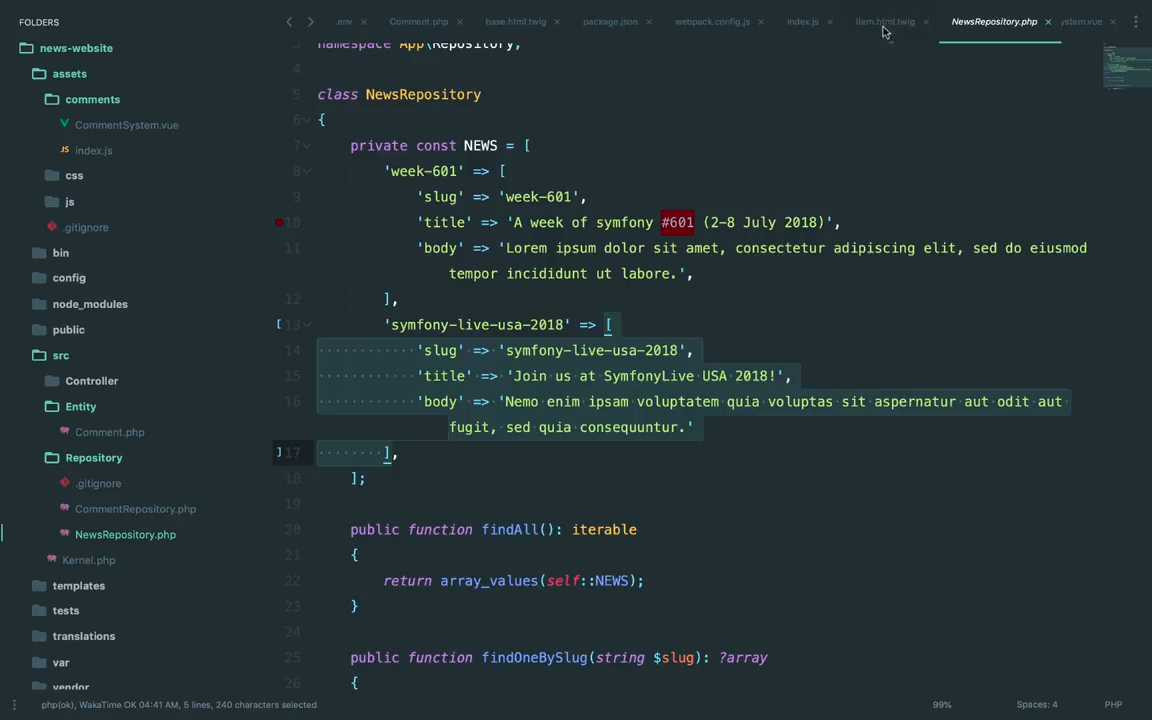 FOLDERS
news-website
assets
comments
CommentSystem.vue
JS index.js
css
js
.gitignore
bin
config
node_modules
public
src
Controller
Entity
Comment.php
Repository
.gitignore
CommentRepository.php
NewsRepository.php
Kernel.php
templates
tests
translations
var
vendor
.env × Comment.php × base.html.twig × package.json × webpack.config.js × index.js × item.html.twig × NewsRepository.php × ystem.vue ×
3 namespace App\Repository;
4
5 class NewsRepository
6 {
7 private const NEWS = [
8 'week-601' => [
9 'slug' => 'week-601',
10 'title' => 'A week of symfony #601 (2-8 July 2018)',
11 'body' => 'Lorem ipsum dolor sit amet, consectetur adipiscing elit, sed do eiusmod
tempor incididunt ut labore.',
12 ],
[ 13 'symfony-live-usa-2018' => [
14 ············'slug'·=>·'symfony-live-usa-2018',
15 ············'title'·=>·'Join us at SymfonyLive USA 2018!',
16 ············'body'·=>·'Nemo·enim·ipsam·voluptatem·quia·voluptas·sit·aspernatur·aut·odit·aut·
fugit,·sed·quia·consequuntur.'
] 17 ········],
18 ];
19
20 public function findAll(): iterable
21 {
22 return array_values(self::NEWS);
23 }
24
25 public function findOneBySlug(string $slug): ?array
26 {
php(ok), WakaTime OK 04:41 AM, 5 lines, 240 characters selected
99%
Spaces: 4
PHP